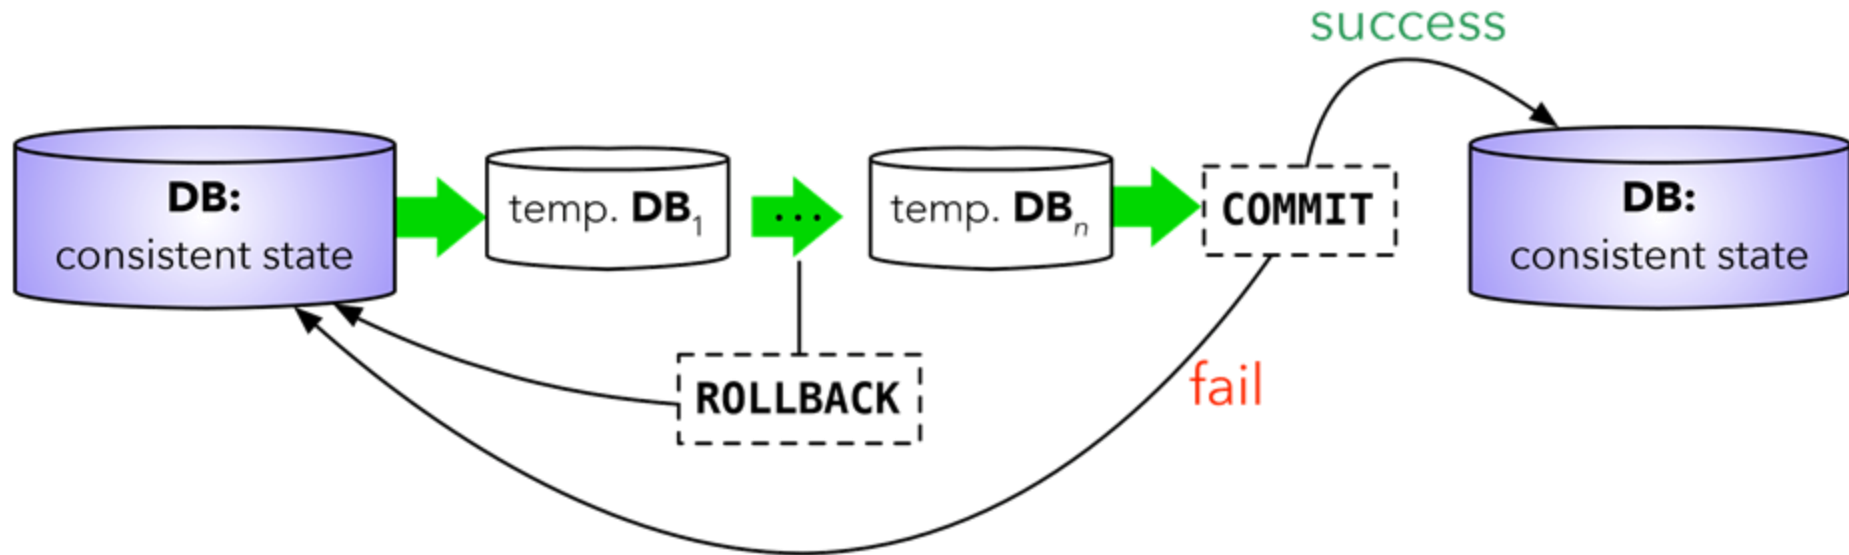 success
DB:
consistent state
temp. DB1
...
temp. DBn
COMMIT
DB:
consistent state
ROLLBACK
fail